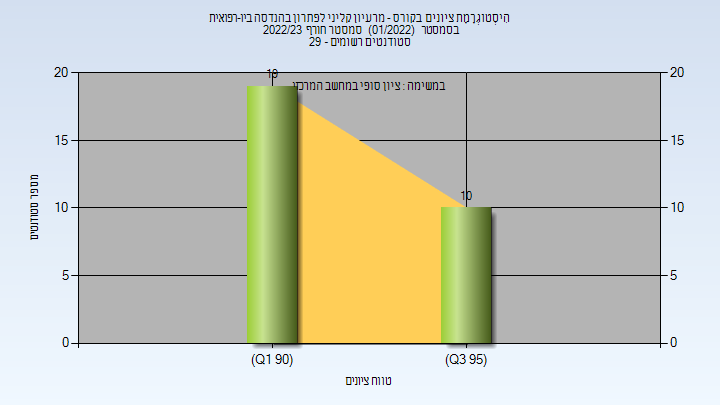 הִיסְטוֹגְרָמַת ציונים בקורס - מרעיון קליני לפתרון בהנדסה ביו-רפואית
בסמסטר (01/2022) סמסטר חורף 2022/23
סטודנטים רשומים - 29
במשימה : ציון סופי במחשב המרכזי
20
15
10
5
0
20
15
10
5
0
19
10
מספר סטודנטים
(Q1 90)
(Q3 95)
טווח ציונים